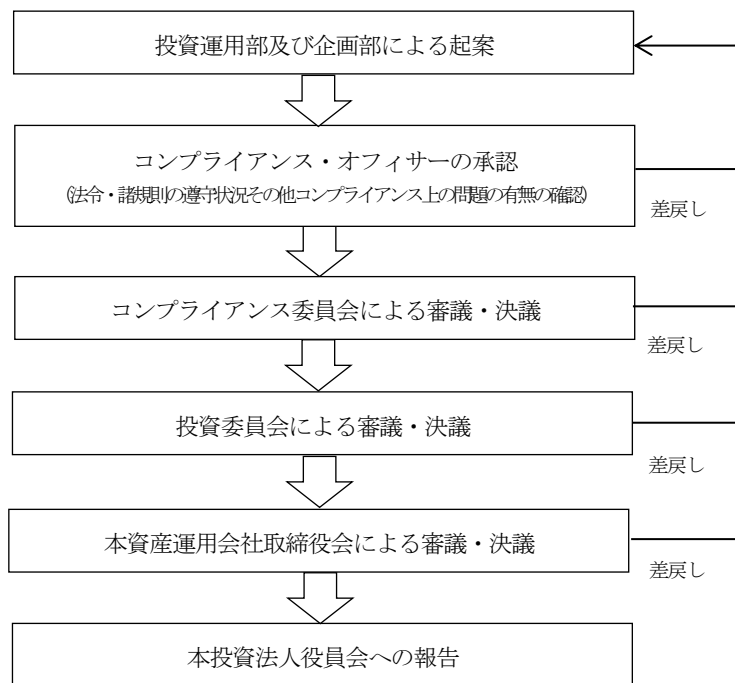 投資運用部及び企画部による起案
コンプライアンス・オフィサーの承認
(法令・諸規則の遵守状況その他コンプライアンス上の問題の有無の確認)
差戻し
コンプライアンス委員会による審議・決議
差戻し
投資委員会による審議・決議
差戻し
本資産運用会社取締役会による審議・決議
差戻し
本投資法人役員会への報告